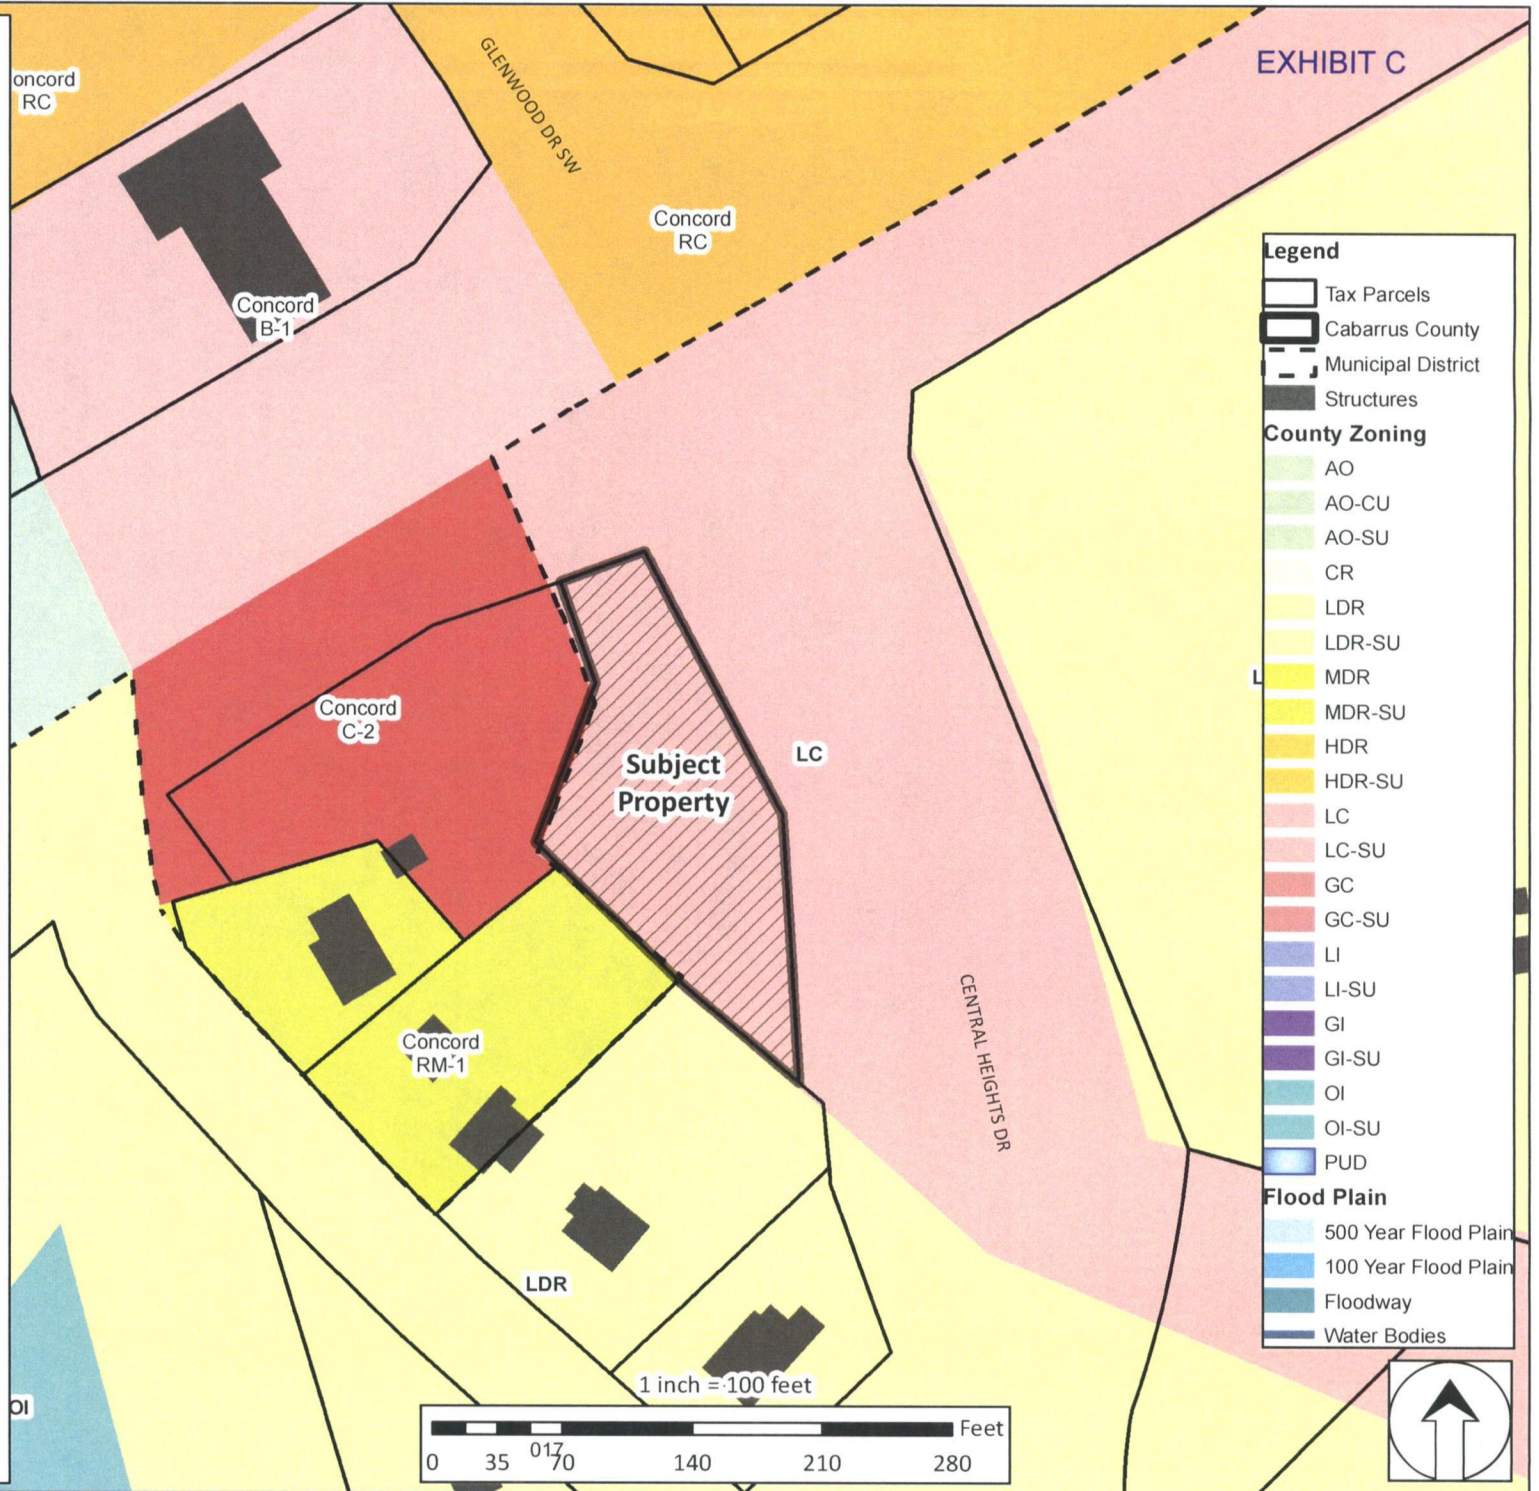 EXHIBIT C
oncord
RC
GLENWOOD DR SW
Concord
RC
Concord
B-1
Concord
C-2
Subject
Property
LC
L
Concord
RM-1
CENTRAL HEIGHTS DR
LDR
OI
Legend
Tax Parcels
Cabarrus County
Municipal District
Structures
County Zoning
AO
AO-CU
AO-SU
CR
LDR
LDR-SU
MDR
MDR-SU
HDR
HDR-SU
LC
LC-SU
GC
GC-SU
LI
LI-SU
GI
GI-SU
OI
OI-SU
PUD
Flood Plain
500 Year Flood Plain
100 Year Flood Plain
Floodway
Water Bodies
1 inch = 100 feet
Feet
017
0 35 70 140 210 280